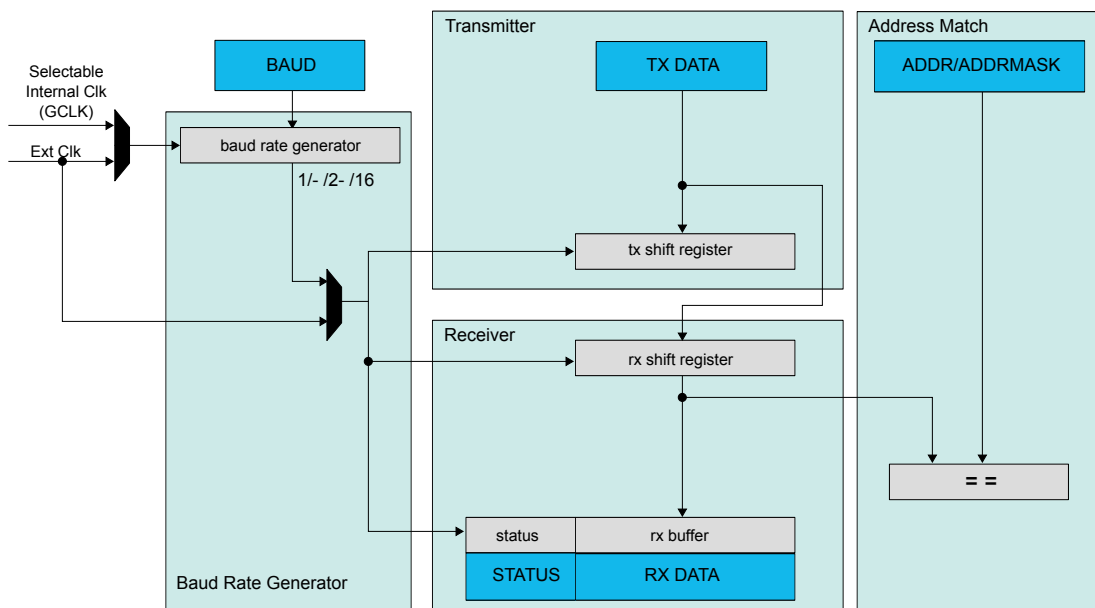 Transmitter
Address Match
BAUD
TX DATA
ADDR/ADDRMASK
Selectable
Internal Clk
(GCLK)
Ext Clk
baud rate generator
1/- /2- /16
tx shift register
Receiver
rx shift register
= =
status
rx buffer
STATUS
RX DATA
Baud Rate Generator